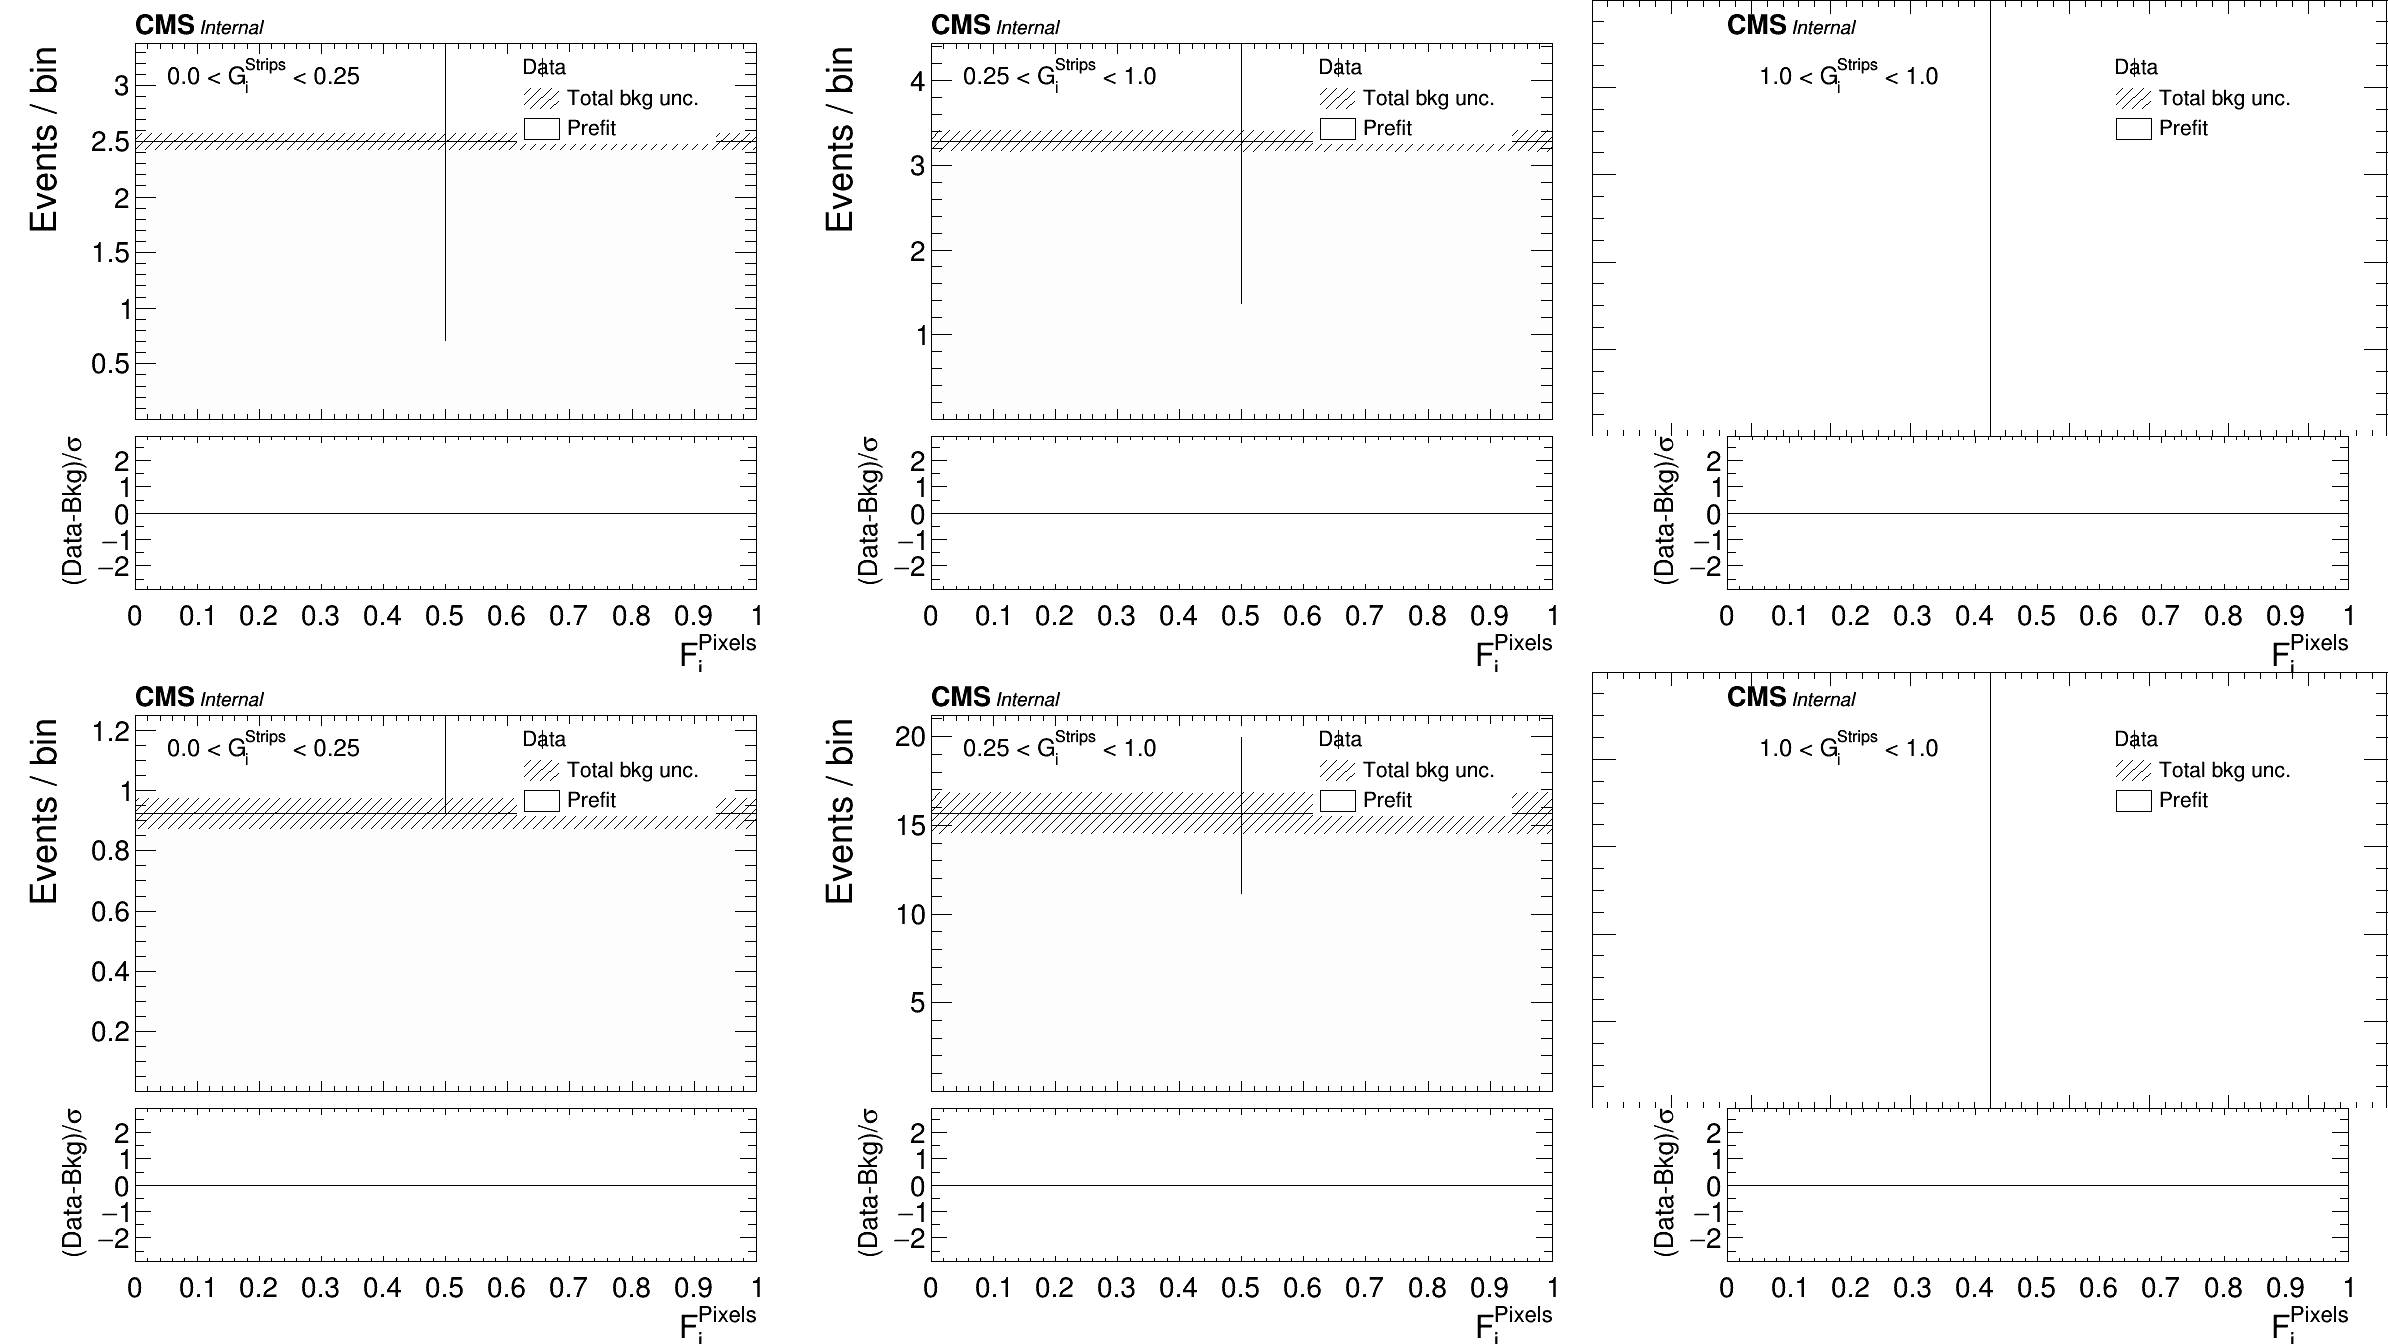 CMS Internal
0.0 < G_i^Strips < 0.25
Data
Total bkg unc.
Prefit
Events / bin
3
2.5
2
1.5
1
0.5
(Data-Bkg)/σ
2
1
0
−1
−2
0 0.1 0.2 0.3 0.4 0.5 0.6 0.7 0.8 0.9 1
F_i^Pixels
CMS Internal
0.25 < G_i^Strips < 1.0
Data
Total bkg unc.
Prefit
Events / bin
4
3
2
1
(Data-Bkg)/σ
2
1
0
−1
−2
0 0.1 0.2 0.3 0.4 0.5 0.6 0.7 0.8 0.9 1
F_i^Pixels
CMS Internal
1.0 < G_i^Strips < 1.0
Data
Total bkg unc.
Prefit
(Data-Bkg)/σ
2
1
0
−1
−2
0 0.1 0.2 0.3 0.4 0.5 0.6 0.7 0.8 0.9 1
F_i^Pixels
CMS Internal
0.0 < G_i^Strips < 0.25
Data
Total bkg unc.
Prefit
Events / bin
1.2
1
0.8
0.6
0.4
0.2
(Data-Bkg)/σ
2
1
0
−1
−2
0 0.1 0.2 0.3 0.4 0.5 0.6 0.7 0.8 0.9 1
F_i^Pixels
CMS Internal
0.25 < G_i^Strips < 1.0
Data
Total bkg unc.
Prefit
Events / bin
20
15
10
5
(Data-Bkg)/σ
2
1
0
−1
−2
0 0.1 0.2 0.3 0.4 0.5 0.6 0.7 0.8 0.9 1
F_i^Pixels
CMS Internal
1.0 < G_i^Strips < 1.0
Data
Total bkg unc.
Prefit
(Data-Bkg)/σ
2
1
0
−1
−2
0 0.1 0.2 0.3 0.4 0.5 0.6 0.7 0.8 0.9 1
F_i^Pixels